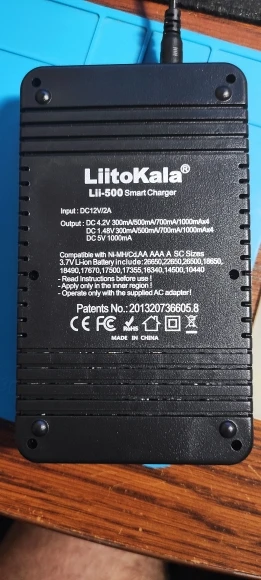 LiitoKala®
Lii-500 Smart Charger
Input : DC12V/2A
Output : DC 4.2V 300mA/500mA/700mA/1000mAx4
DC 1.48V 300mA/500mA/700mA/1000mAx4
DC 5V 1000mA
Compatible with Ni-MH/Cd,AA AAA A SC Sizes
3.7V Li-ion Battery include:26650,22650,26500,18650,
18490,17670,17500,17355,16340,14500,10440
- Read Instructions before use !
- Apply only in the inner region !
- Operate only with the supplied AC adapter!
Patents No.: 201320736605.8
CE FC RoHS
MADE IN CHINA